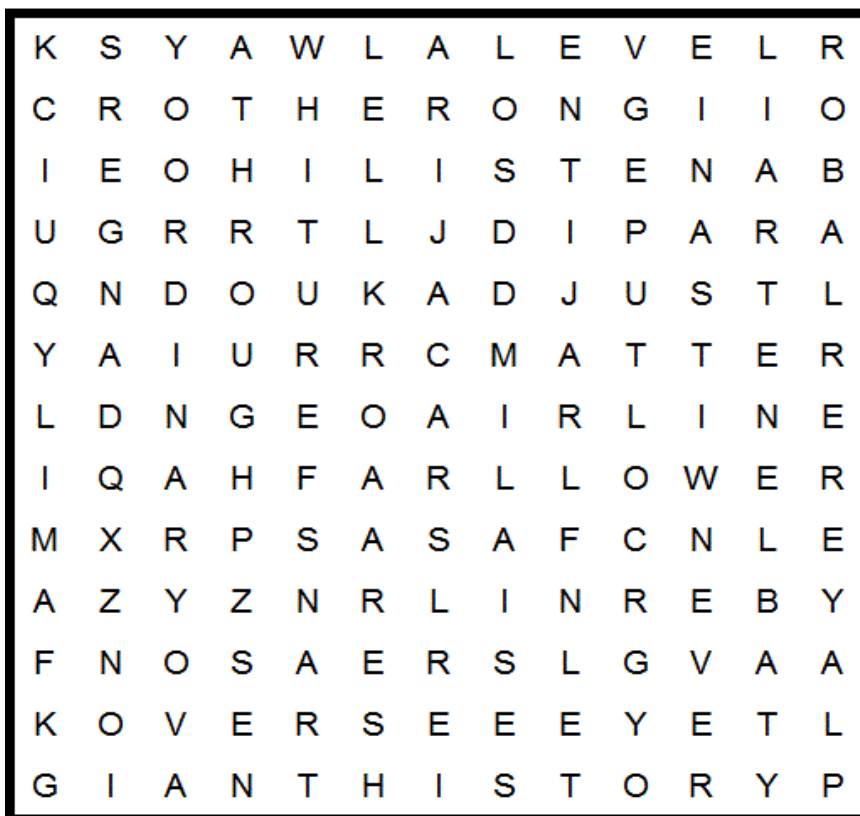 K S Y A W L A L E V E L R
C R O T H E R O N G I I O
I E O H I L I S T E N A B
U G R R T L J D I P A R A
Q N D O U K A D J U S T L
Y A I U R R C M A T T E R
L D N G E O A I R L I N E
I Q A H F A R L L O W E R
M X R P S A S A F C N L E
A Z Y Z N R L I N R E B Y
F N O S A E R S L G V A A
K O V E R S E E E Y E T L
G I A N T H I S T O R Y P